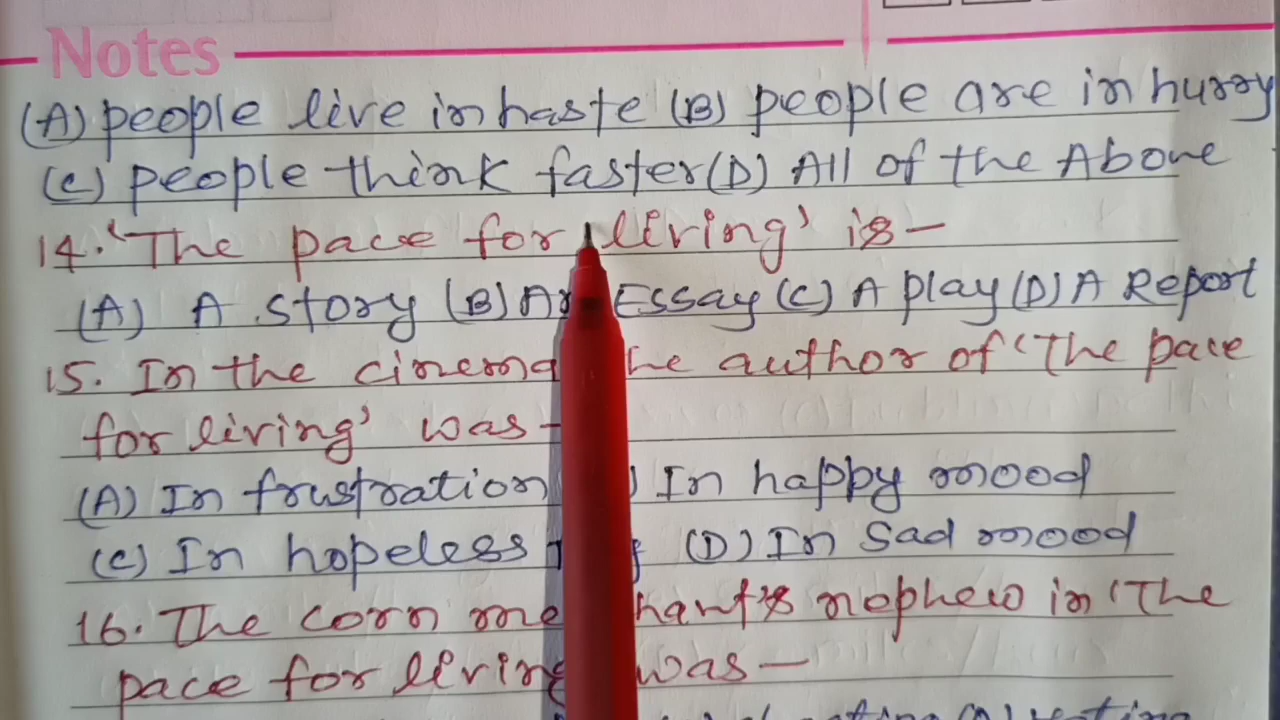 Notes
(A) people live in haste (B) people are in hurry
(C) people think faster (D) All of the Above
14. 'The pace for living' is-
(A) A story (B) An Essay (C) A play (D) A Report
15. In the cinema the author of 'The pace
for living' was-
(A) In frustration In happy mood
(C) In hopeless (D) In Sad mood
16. The corn merchant's nephew in 'The
pace for living was-